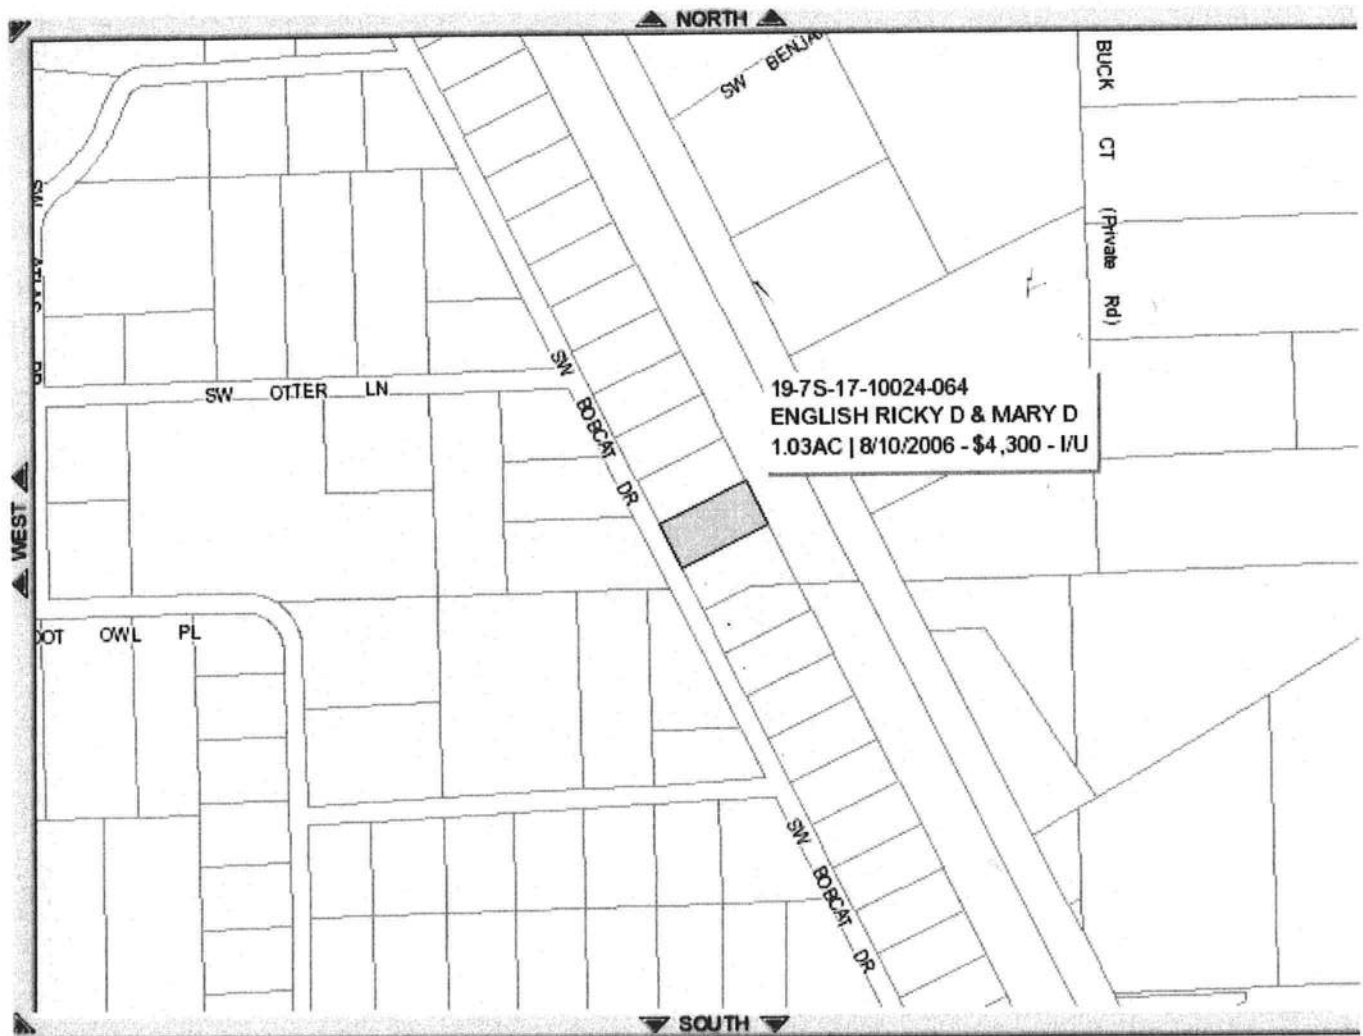 NORTH
SW BENJA
BUCK CT (Private Rd)
SW
SW OTTER LN
SW BOBCAT DR
19-7S-17-10024-064
ENGLISH RICKY D & MARY D
1.03AC | 8/10/2006 - $4,300 - I/U
WEST
OOT OWL PL
SW BOBCAT DR
SOUTH